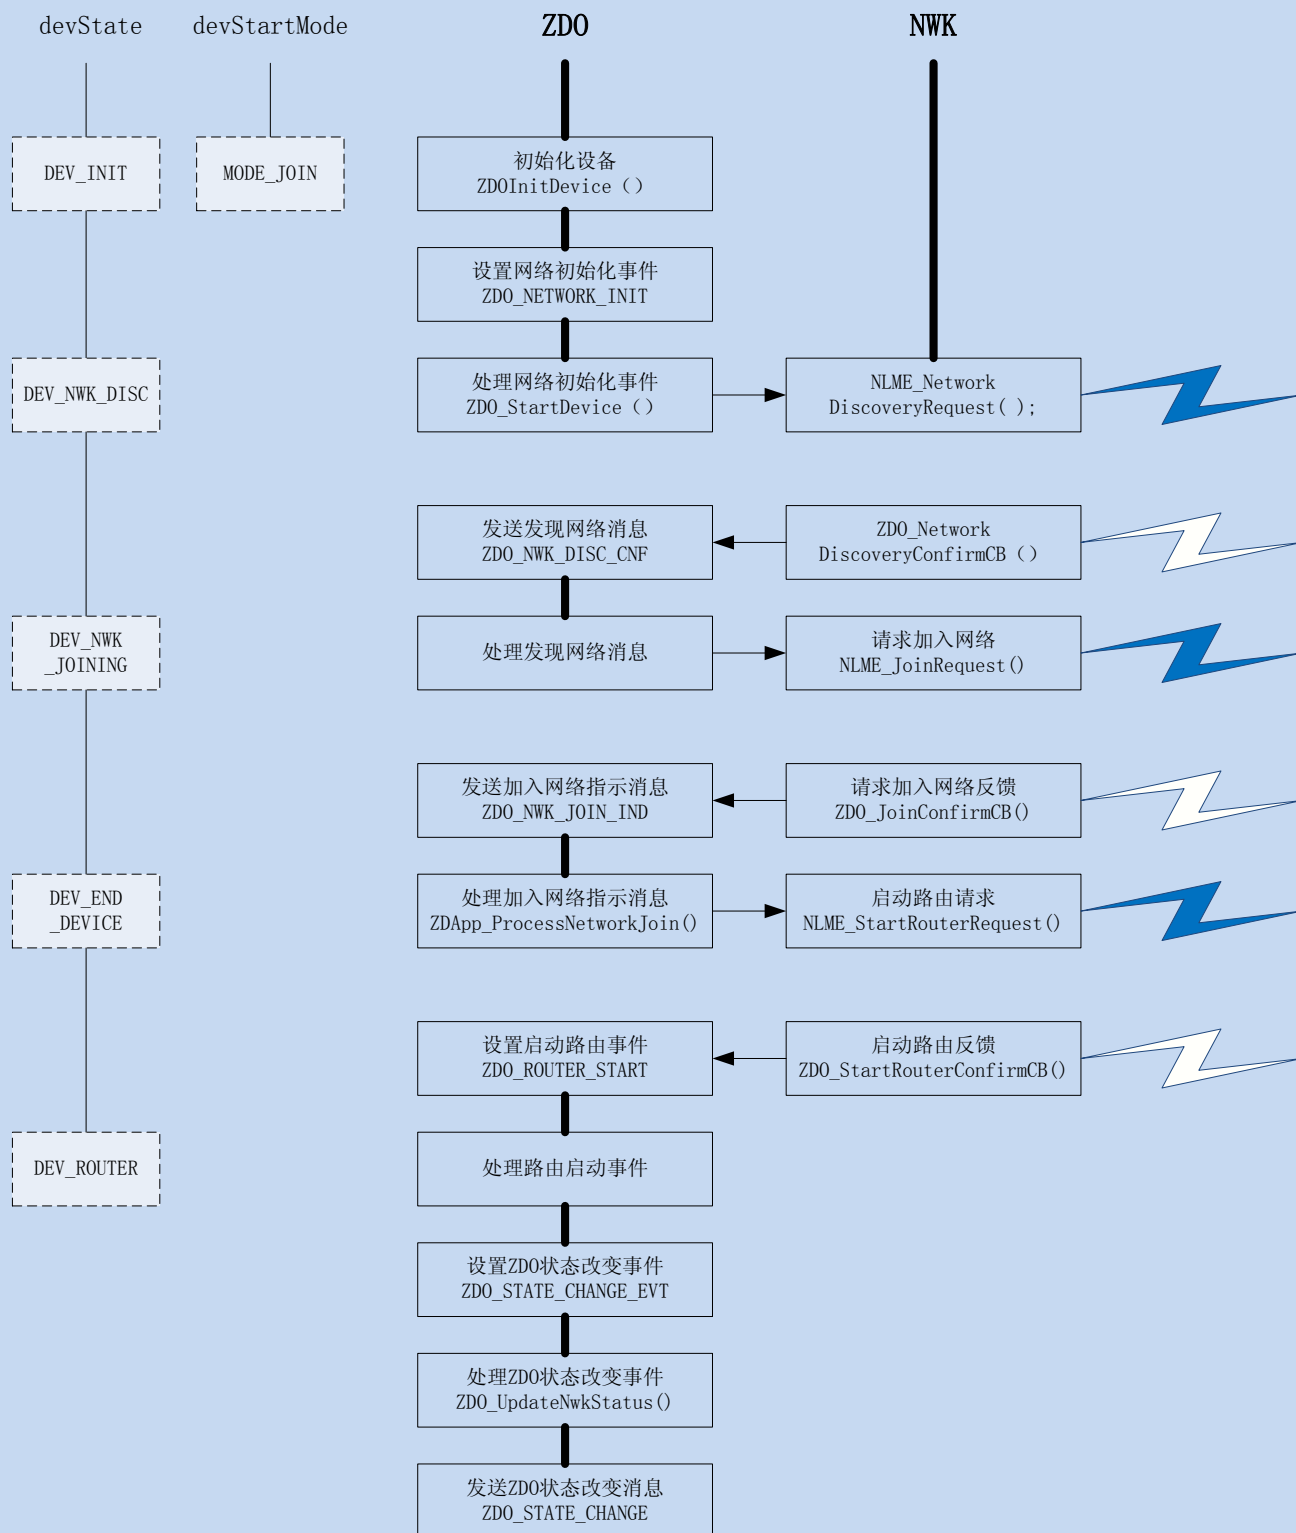 devState
devStartMode
ZDO
NWK
DEV_INIT
MODE_JOIN
初始化设备
ZDOInitDevice（）
设置网络初始化事件
ZDO_NETWORK_INIT
DEV_NWK_DISC
处理网络初始化事件
ZDO_StartDevice（）
NLME_Network
DiscoveryRequest( );
发送发现网络消息
ZDO_NWK_DISC_CNF
ZDO_Network
DiscoveryConfirmCB（）
DEV_NWK
_JOINING
处理发现网络消息
请求加入网络
NLME_JoinRequest()
发送加入网络指示消息
ZDO_NWK_JOIN_IND
请求加入网络反馈
ZDO_JoinConfirmCB()
DEV_END
_DEVICE
处理加入网络指示消息
ZDApp_ProcessNetworkJoin()
启动路由请求
NLME_StartRouterRequest()
设置启动路由事件
ZDO_ROUTER_START
启动路由反馈
ZDO_StartRouterConfirmCB()
DEV_ROUTER
处理路由启动事件
设置ZDO状态改变事件
ZDO_STATE_CHANGE_EVT
处理ZDO状态改变事件
ZDO_UpdateNwkStatus()
发送ZDO状态改变消息
ZDO_STATE_CHANGE